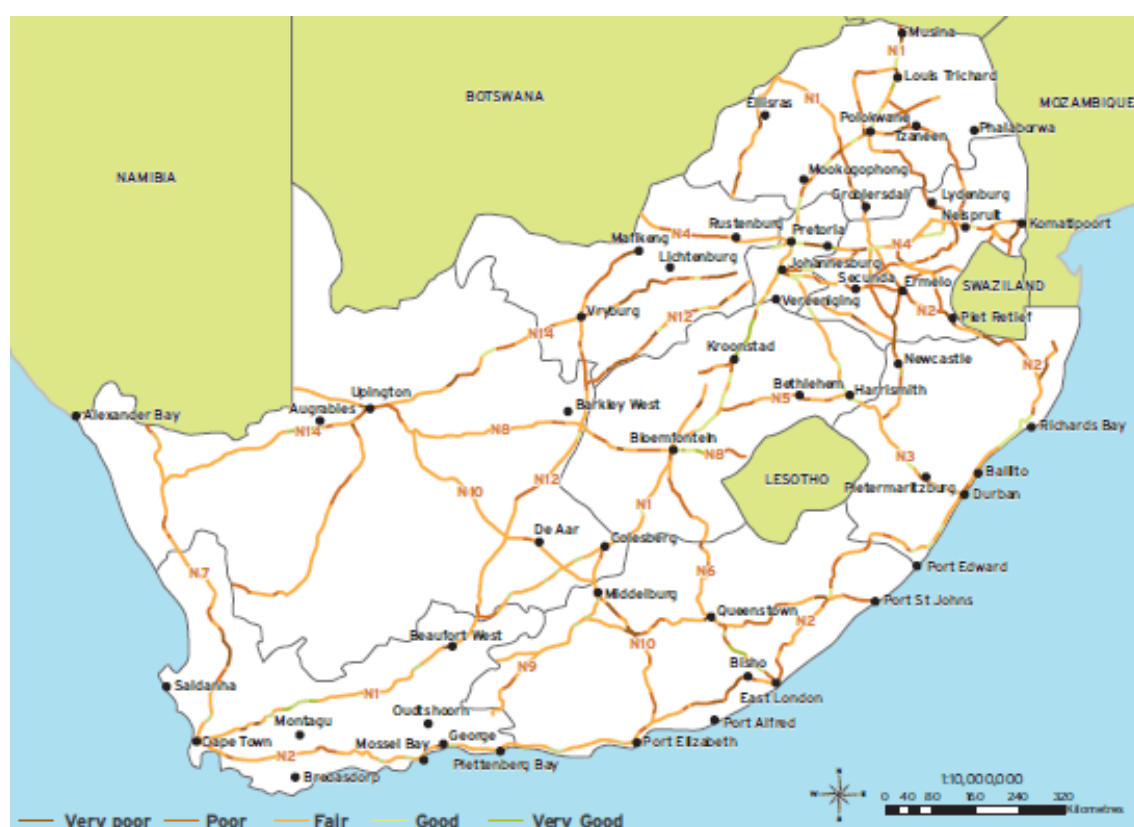 Musina
N1
Louis Trichard
BOTSWANA
MOZAMBIQUE
Ellisras
N1
Polokwane
Tzaneen
Phalaborwa
NAMIBIA
Mookogophong
Groblersdal
Lydenburg
Nelspruit
Komatipoort
Rustenburg
Pretoria
N4
N4
Mafikeng
Lichtenburg
Johannesburg
Secunda
Ermelo
SWAZILAND
Vereeniging
N2
Piet Retief
Vryburg
N12
N14
Kroonstad
Newcastle
N2
Bethlehem
Harrismith
N5
Upington
Augrables
Alexander Bay
Barkley West
N14
N8
Bloemfontein
N8
Richards Bay
N3
LESOTHO
Pietermaritzburg
Ballito
Durban
N10
N12
N1
De Aar
Colesberg
N7
N6
Port Edward
Middelburg
Port St Johns
Queenstown
N2
Beaufort West
N10
N9
Bisho
Saldanha
N1
East London
Oudtshoorn
Port Alfred
Montagu
Cape Town
George
Mossel Bay
Port Elizabeth
N2
Plettenberg Bay
Bredasdorp
1:10,000,000
N
W
E
S
0 40 80 160 240 320
Kilometres
Very poor Poor Fair Good Very Good